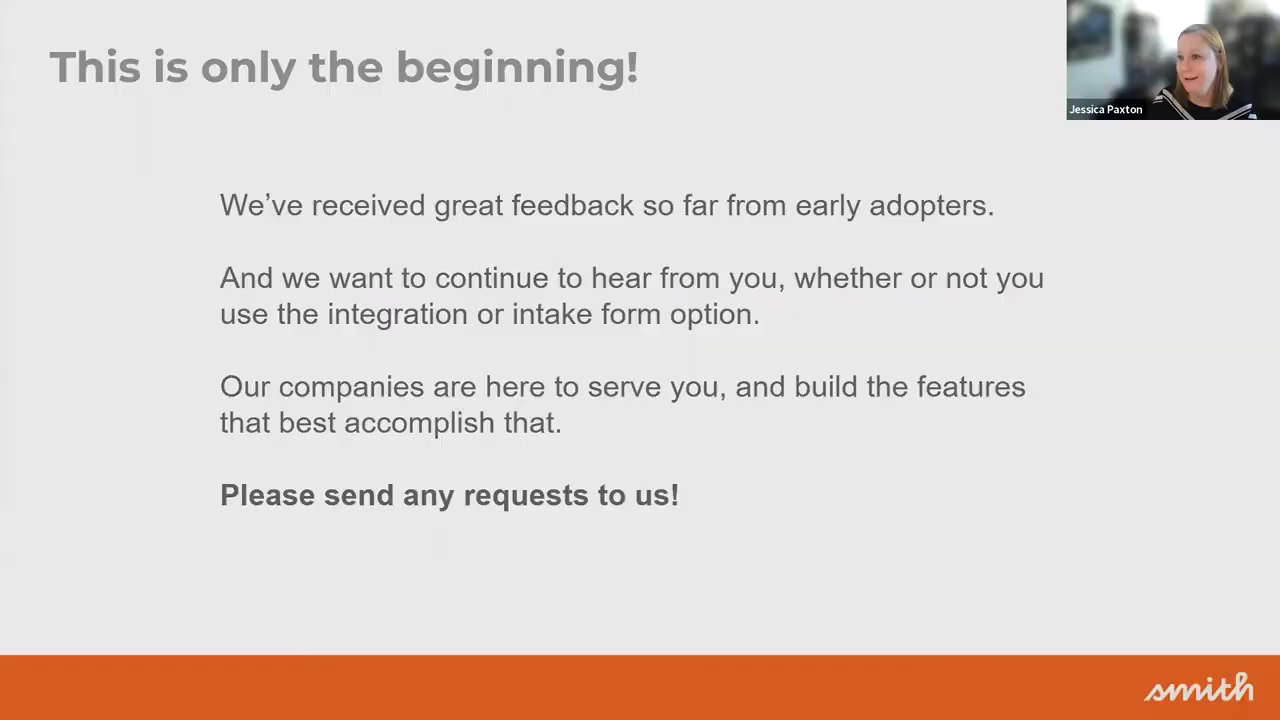 This is only the beginning!
Jessica Paxton
We've received great feedback so far from early adopters.
And we want to continue to hear from you, whether or not you
use the integration or intake form option.
Our companies are here to serve you, and build the features
that best accomplish that.
Please send any requests to us!
smith